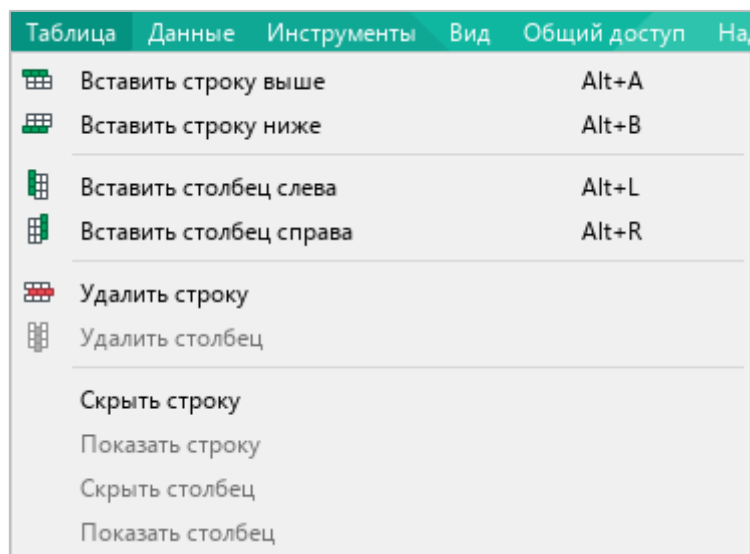 Таблица Данные Инструменты Вид Общий доступ
Вставить строку выше Alt+A
Вставить строку ниже Alt+B
Вставить столбец слева Alt+L
Вставить столбец справа Alt+R
Удалить строку
Удалить столбец
Скрыть строку
Показать строку
Скрыть столбец
Показать столбец